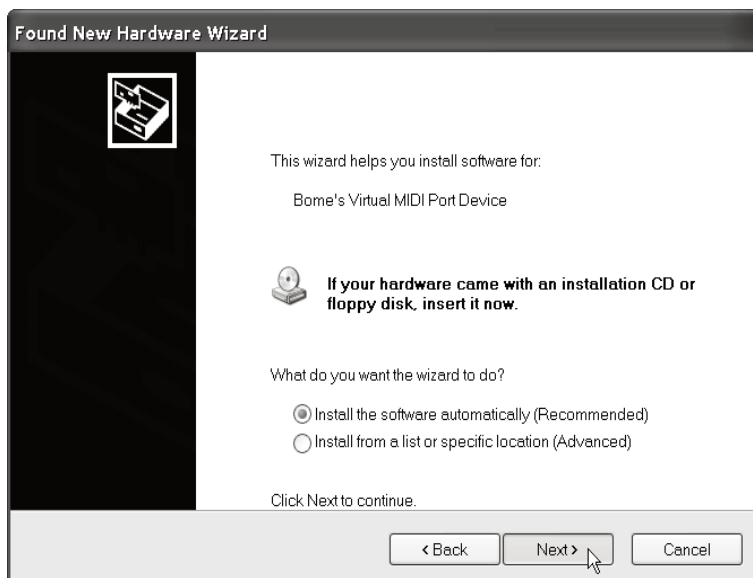 Found New Hardware Wizard
This wizard helps you install software for:
Bome's Virtual MIDI Port Device
If your hardware came with an installation CD or
floppy disk, insert it now.
What do you want the wizard to do?
Install the software automatically (Recommended)
Install from a list or specific location (Advanced)
Click Next to continue.
< Back Next > Cancel